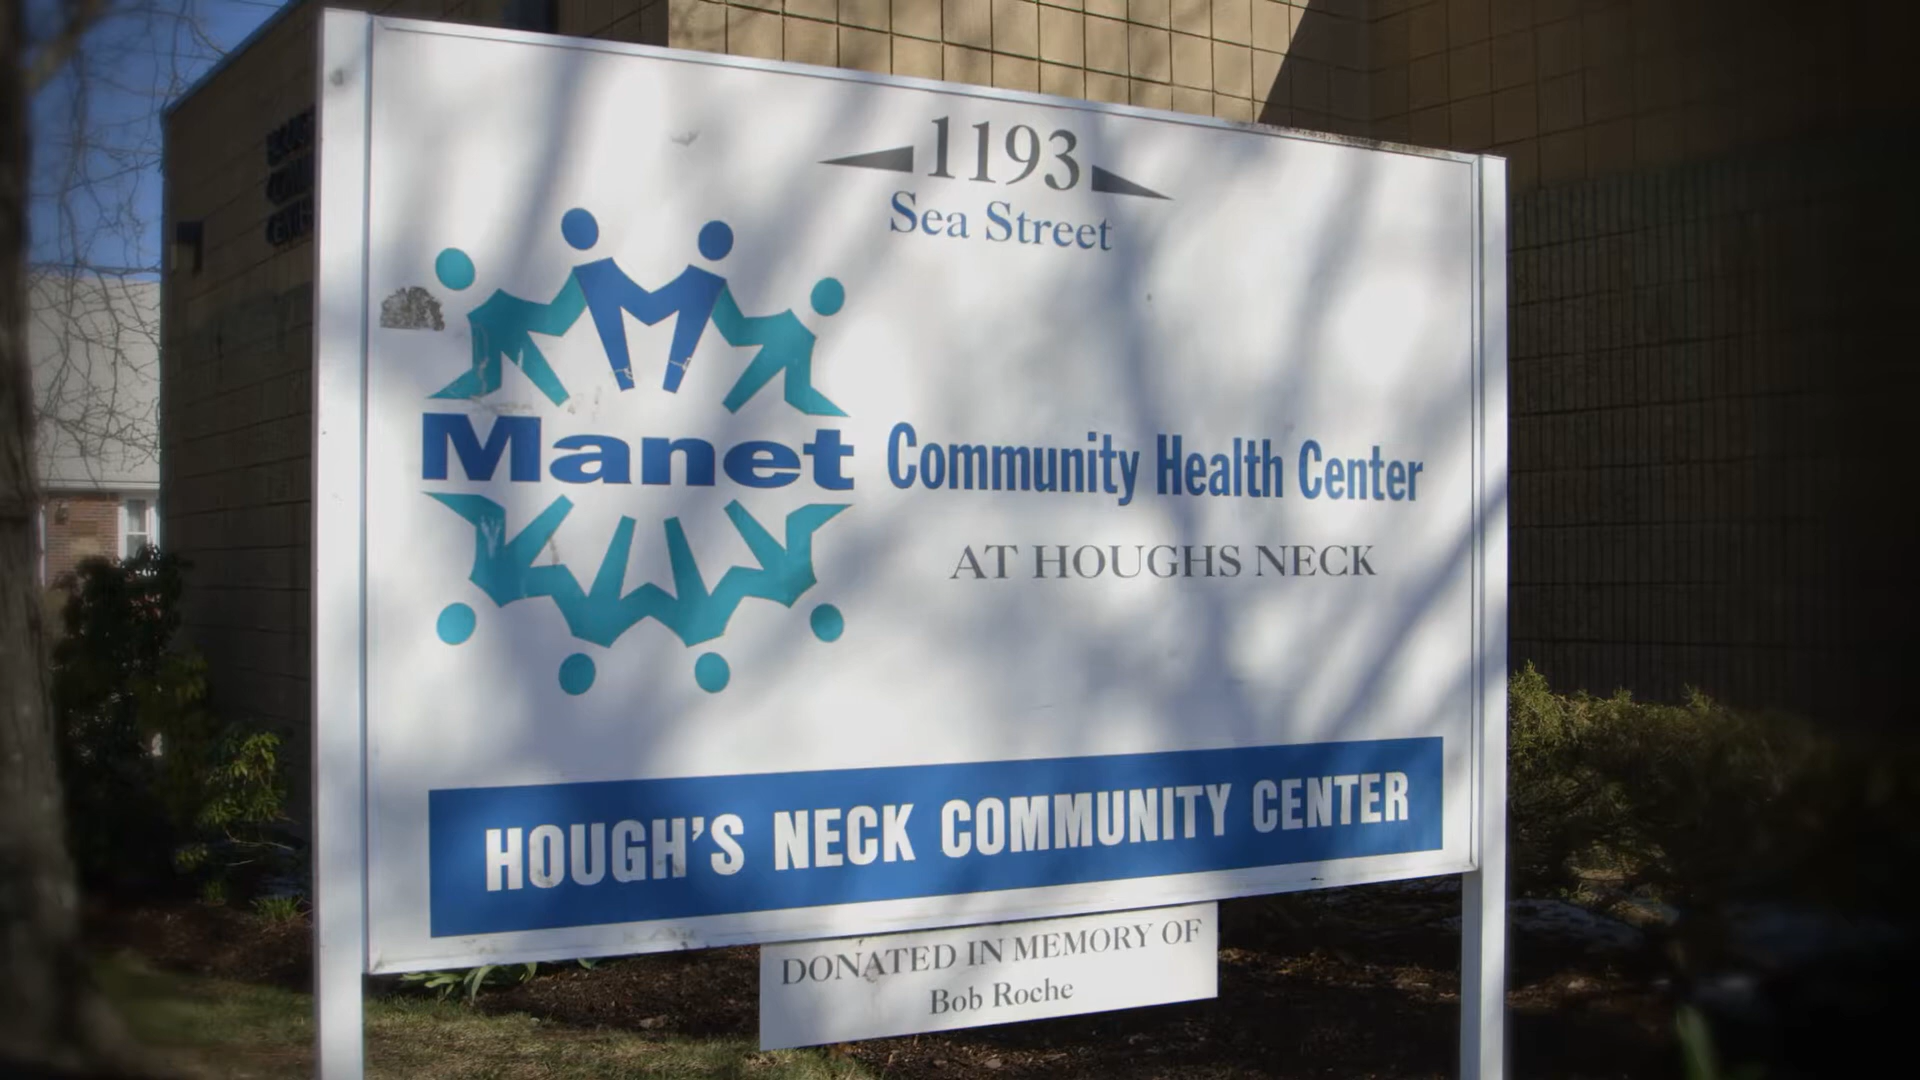 1193
Sea Street
Manet Community Health Center
AT HOUGHS NECK
HOUGH'S NECK COMMUNITY CENTER
DONATED IN MEMORY OF
Bob Roche